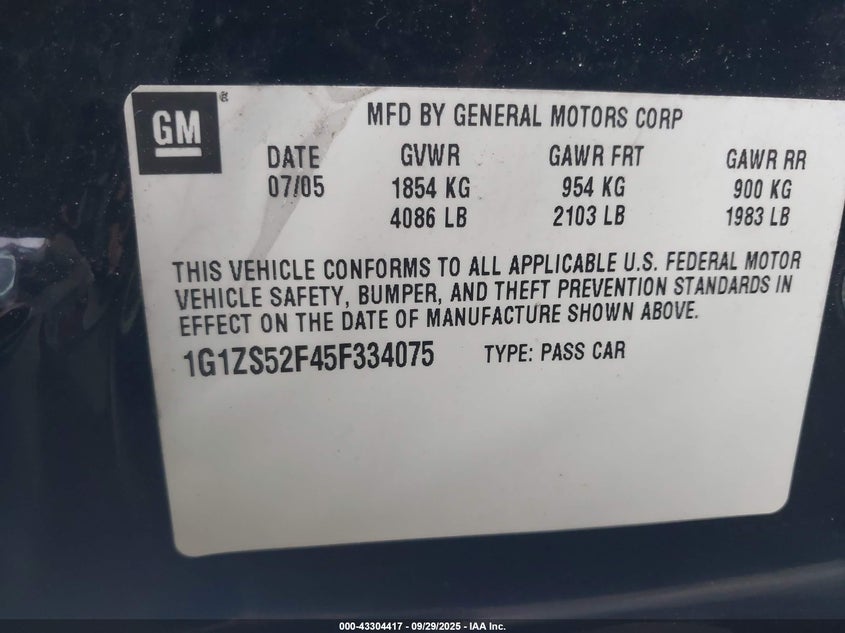 GM®
MFD BY GENERAL MOTORS CORP
DATE GVWR GAWR FRT GAWR RR
07/05 1854 KG 954 KG 900 KG
4086 LB 2103 LB 1983 LB
THIS VEHICLE CONFORMS TO ALL APPLICABLE U.S. FEDERAL MOTOR
VEHICLE SAFETY, BUMPER, AND THEFT PREVENTION STANDARDS IN
EFFECT ON THE DATE OF MANUFACTURE SHOWN ABOVE.
1G1ZS52F45F334075 TYPE: PASS CAR
000-43304417 - 09/29/2025 - IAA Inc.